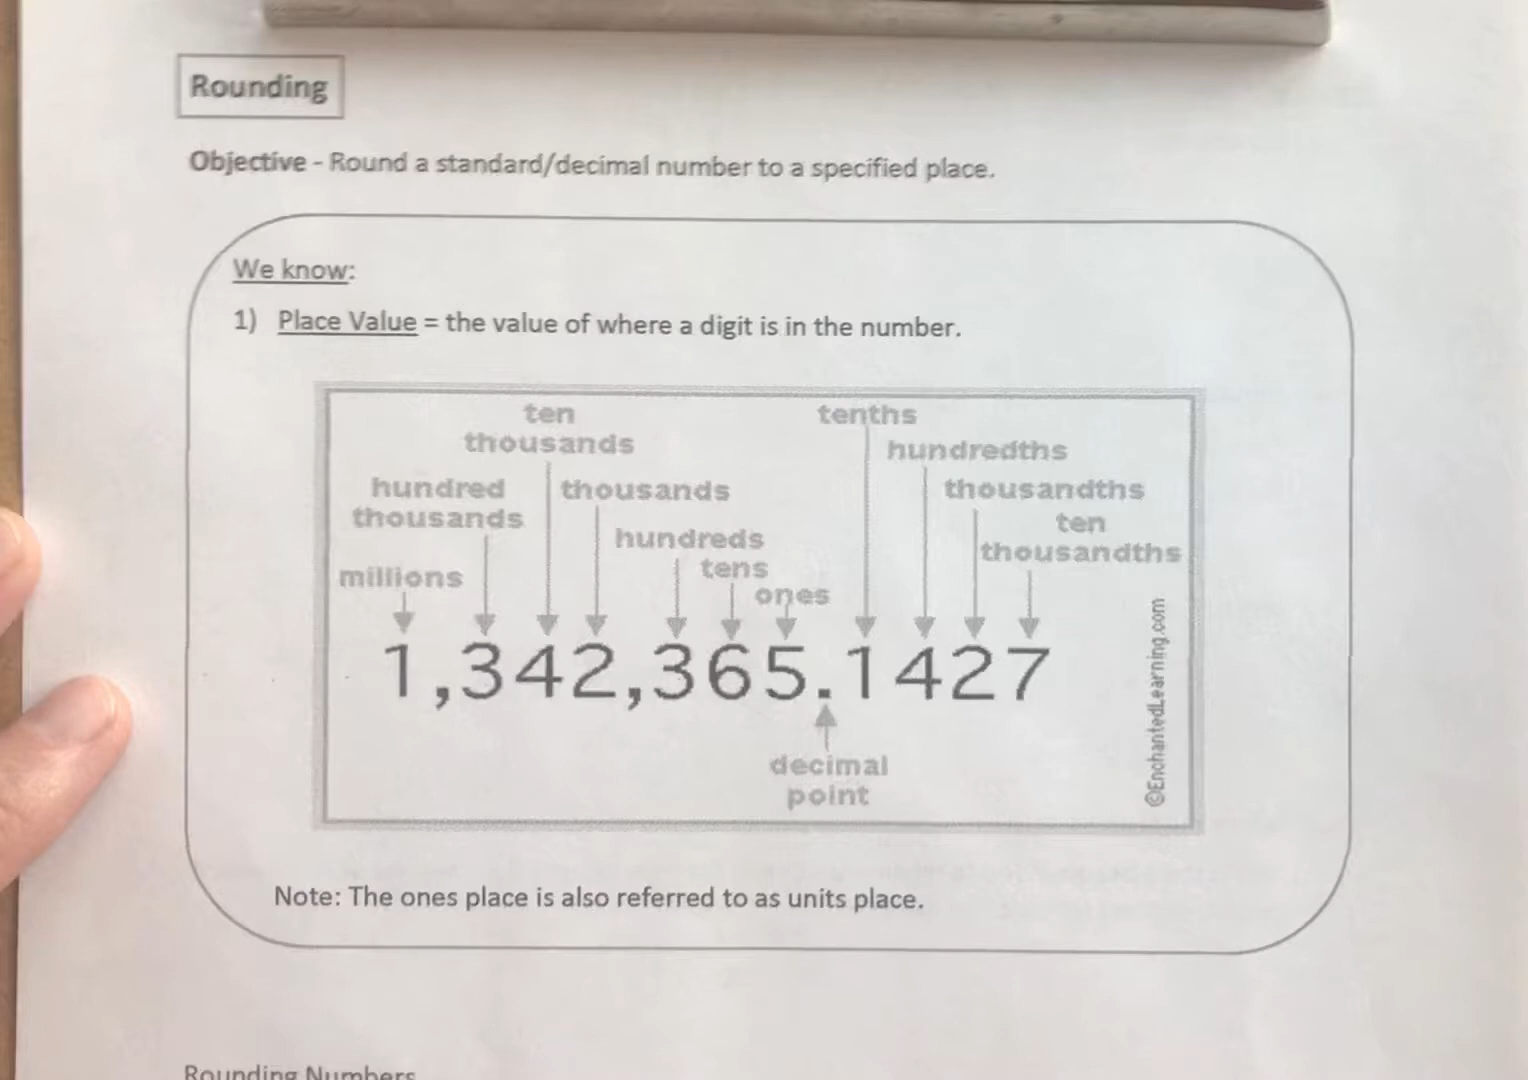 Rounding
Objective - Round a standard/decimal number to a specified place.
We know:
1) Place Value = the value of where a digit is in the number.
ten
thousands
tenths
hundredths
hundred
thousands
thousands
thousandths
hundreds
ten
thousandths
millions
tens
ones
1,342,365.1427
decimal
point
©EnchantedLearning.com
Note: The ones place is also referred to as units place.
Rounding Numbers